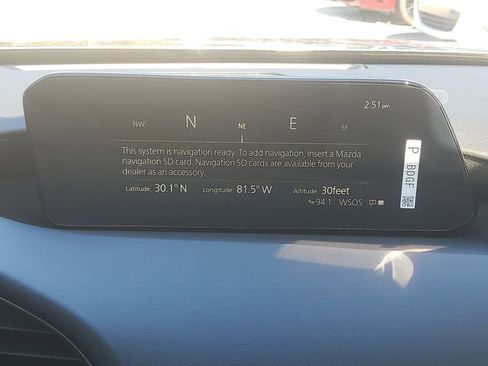 2:51pm
NW N NE E SE
This system is navigation ready. To add navigation, insert a Mazda
navigation SD card. Navigation SD cards are available from your
dealer as an accessory.
Latitude: 30.1° N Longitude: 81.5° W Altitude: 30feet
94.1 WSOS
P BDGF